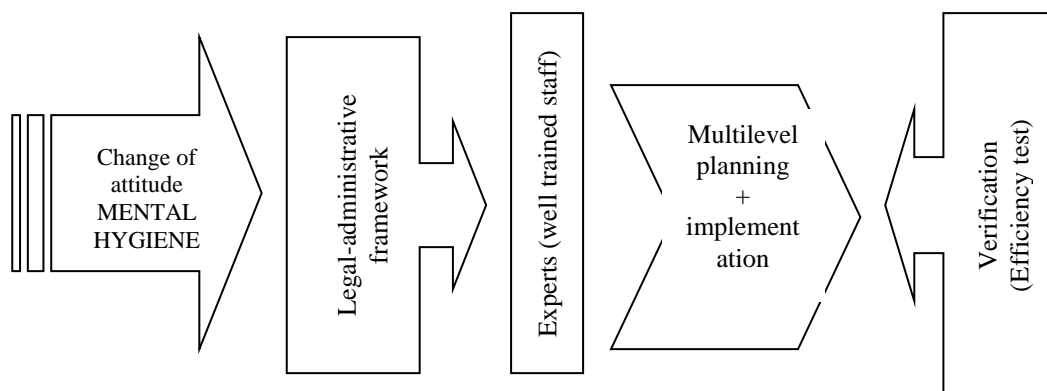 Change of
attitude
MENTAL
HYGIENE
Legal-administrative
framework
Experts (well trained staff)
Multilevel
planning
+
implement
ation
Verification
(Efficiency test)